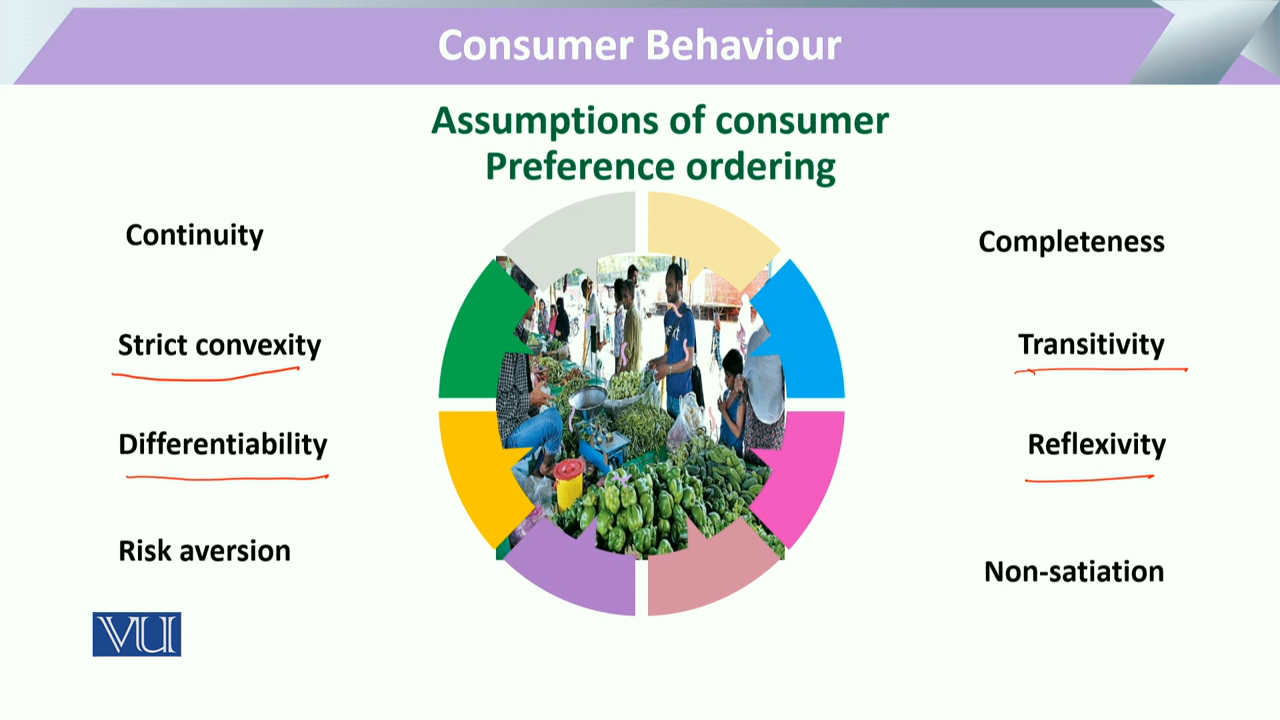 Consumer Behaviour
Assumptions of consumer
Preference ordering
Continuity
Completeness
Strict convexity
Transitivity
Differentiability
Reflexivity
Risk aversion
Non-satiation
VU